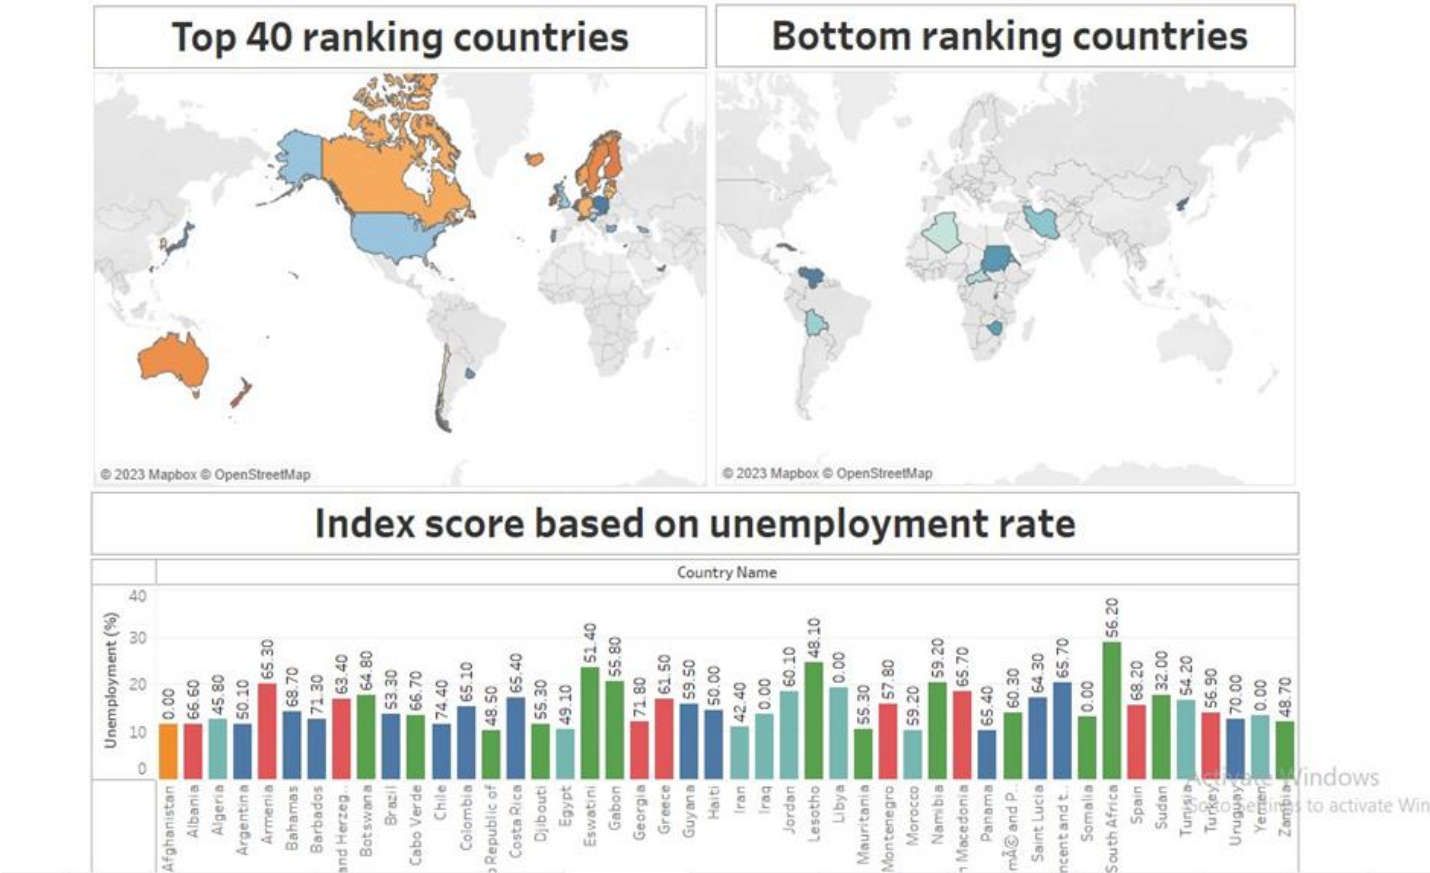 Top 40 ranking countries
Bottom ranking countries
© 2023 Mapbox © OpenStreetMap
© 2023 Mapbox © OpenStreetMap
Index score based on unemployment rate
Country Name
Unemployment (%)
40
30
20
10
0
0.00
66.60
45.80
50.10
65.30
68.70
71.30
63.40
64.80
53.30
66.70
74.40
65.10
48.50
65.40
55.30
49.10
51.40
55.80
71.80
61.50
59.50
50.00
42.40
0.00
60.10
48.10
0.00
55.30
57.80
59.20
59.20
65.70
65.40
60.30
64.30
65.70
0.00
56.20
68.20
32.00
54.20
56.90
70.00
0.00
48.70
Afghanistan
Albania
Algeria
Argentina
Armenia
Bahamas
Barbados
and Herzeg..
Botswana
Brazil
Cabo Verde
Chile
Colombia
Republic of
Costa Rica
Djibouti
Egypt
Eswatini
Gabon
Georgia
Greece
Guyana
Haiti
Iran
Iraq
Jordan
Lesotho
Libya
Mauritania
Montenegro
Morocco
Namibia
Macedonia
Panama
mÃ© and P..
Saint Lucia
ncent and t..
Somalia
South Africa
Spain
Sudan
Tunisia
Turkey
Uruguay
Yemen
Zambia
Activate Windows
Go to Settings to activate Win